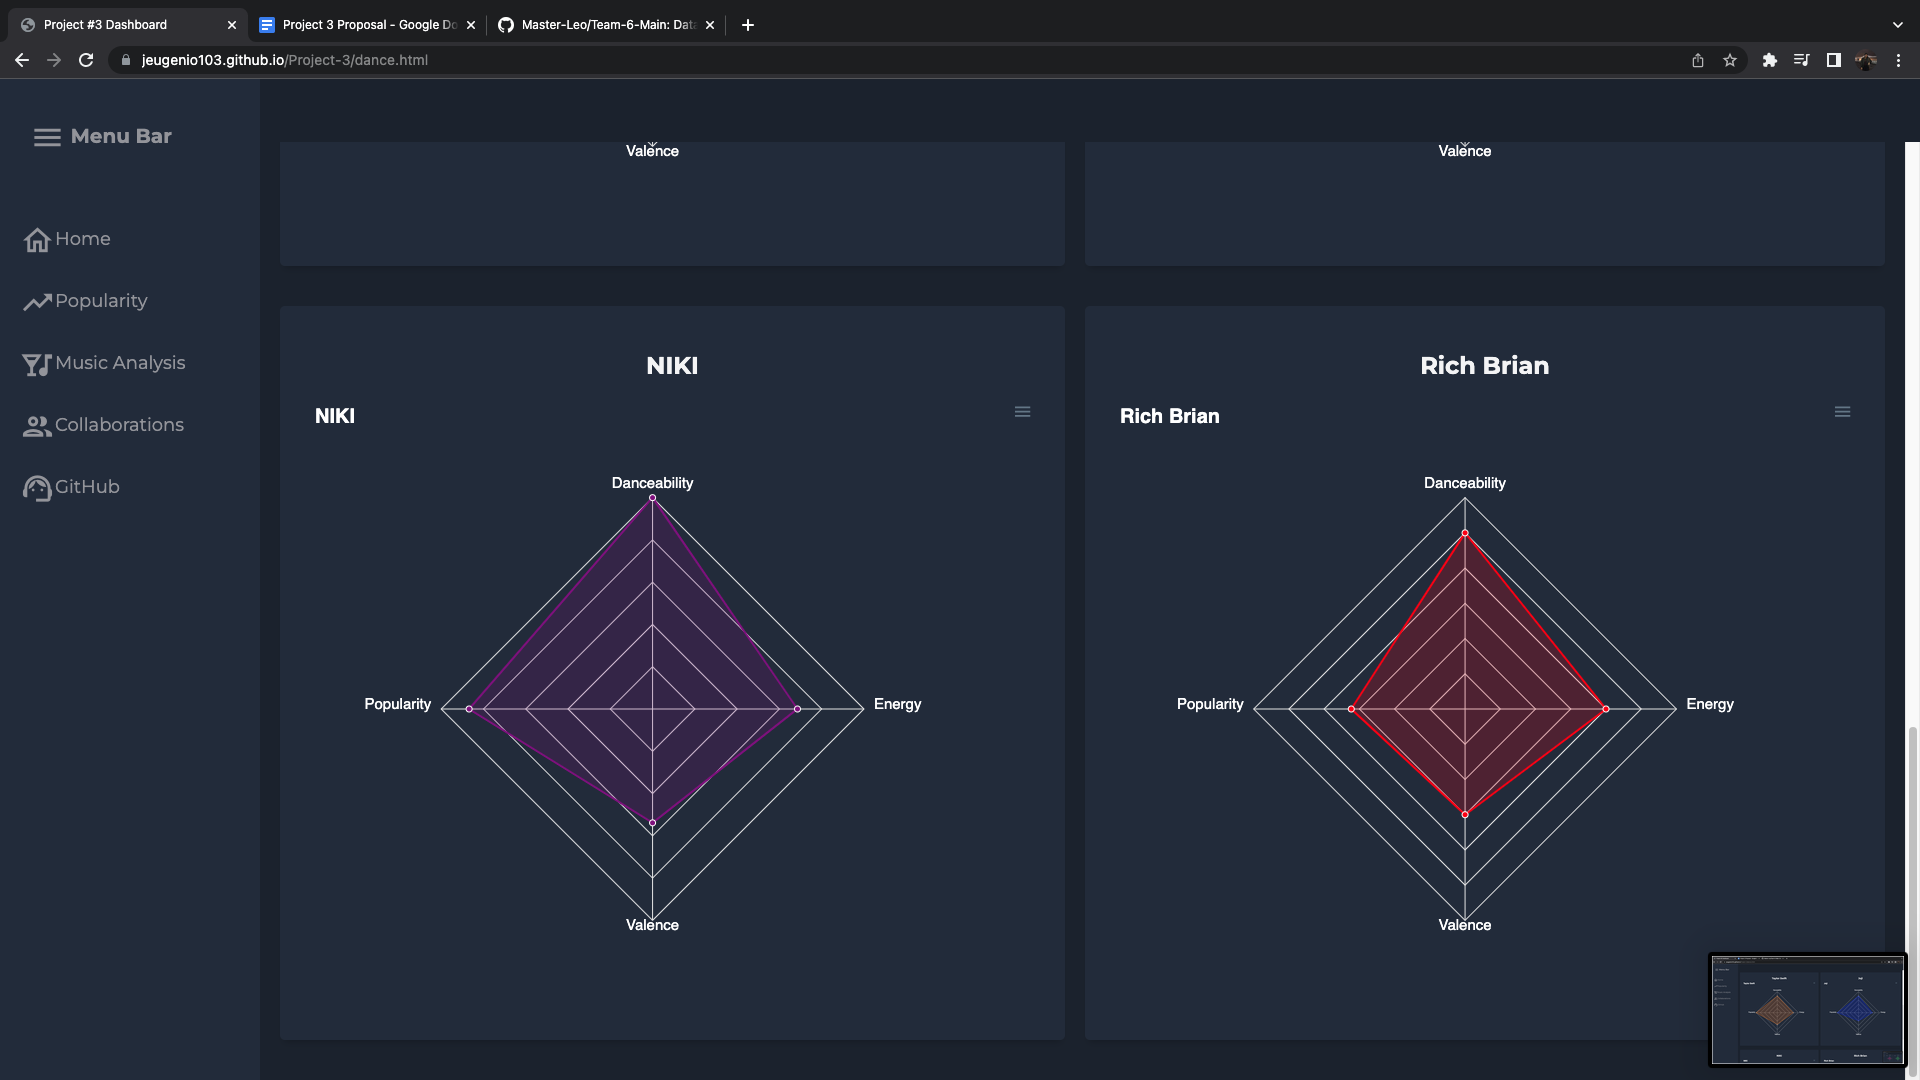 Project #3 Dashboard
Project 3 Proposal - Google Do
Master-Leo/Team-6-Main: Data
jeugenio103.github.io/Project-3/dance.html
Menu Bar
Home
Popularity
Music Analysis
Collaborations
GitHub
Valence
Valence
NIKI
NIKI
Danceability
Popularity
Energy
Valence
Rich Brian
Rich Brian
Danceability
Popularity
Energy
Valence